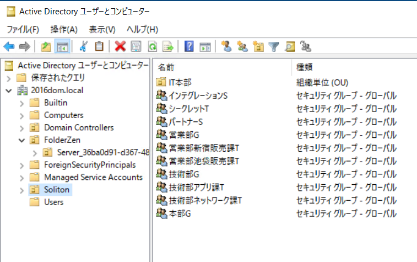 Active Directory ユーザーとコンピューター
ファイル(F) 操作(A) 表示(V) ヘルプ(H)
Active Directory ユーザーとコンピューター
保存されたクエリ
2016dom.local
Builtin
Computers
Domain Controllers
FolderZen
Server_36ba0d91-d367-48
ForeignSecurityPrincipals
Managed Service Accounts
Soliton
Users
名前 種類
IT本部 組織単位 (OU)
インテグレーションS セキュリティ グループ - グローバル
シークレットT セキュリティ グループ - グローバル
パートナーS セキュリティ グループ - グローバル
営業部G セキュリティ グループ - グローバル
営業部新宿販売課T セキュリティ グループ - グローバル
営業部池袋販売課T セキュリティ グループ - グローバル
技術部G セキュリティ グループ - グローバル
技術部アプリ課T セキュリティ グループ - グローバル
技術部ネットワーク課T セキュリティ グループ - グローバル
本部G セキュリティ グループ - グローバル